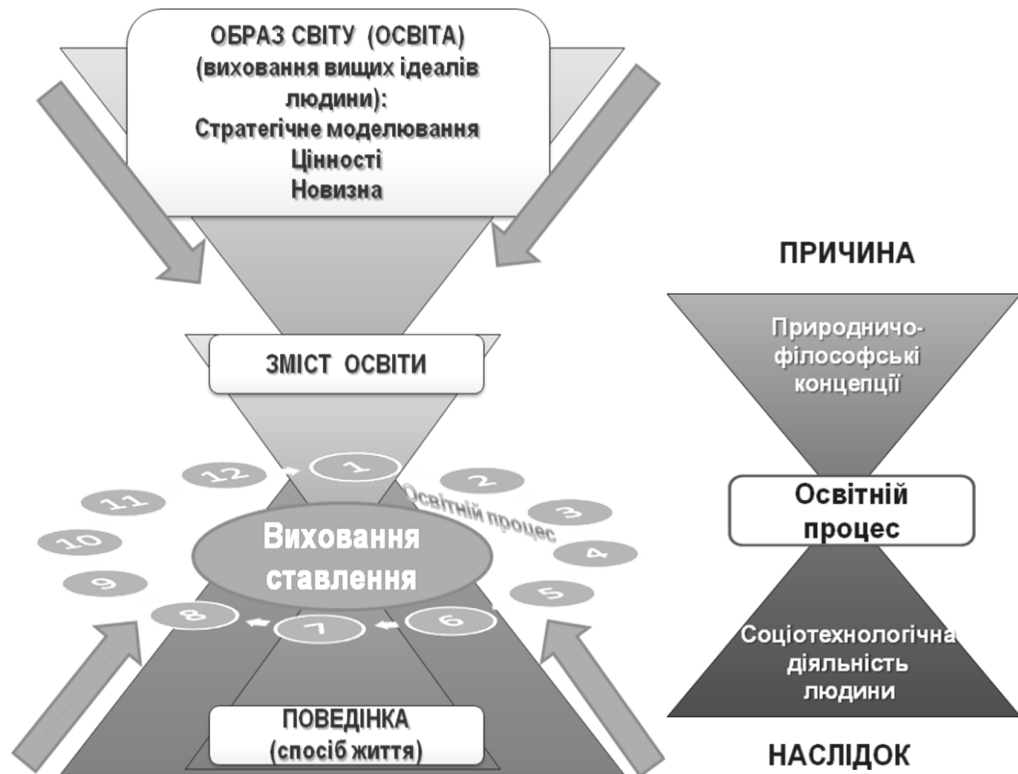 ОБРАЗ СВІТУ (ОСВІТА)
(виховання вищих ідеалів
людини):
Стратегічне моделювання
Цінності
Новизна
ЗМІСТ ОСВІТИ
1
2
3
4
5
6
7
8
9
10
11
12
Освітній процес
Виховання
ставлення
ПОВЕДІНКА
(спосіб життя)
ПРИЧИНА
Природничо-
філософські
концепції
Освітній
процес
Соціотехнологічна
діяльність
людини
НАСЛІДОК